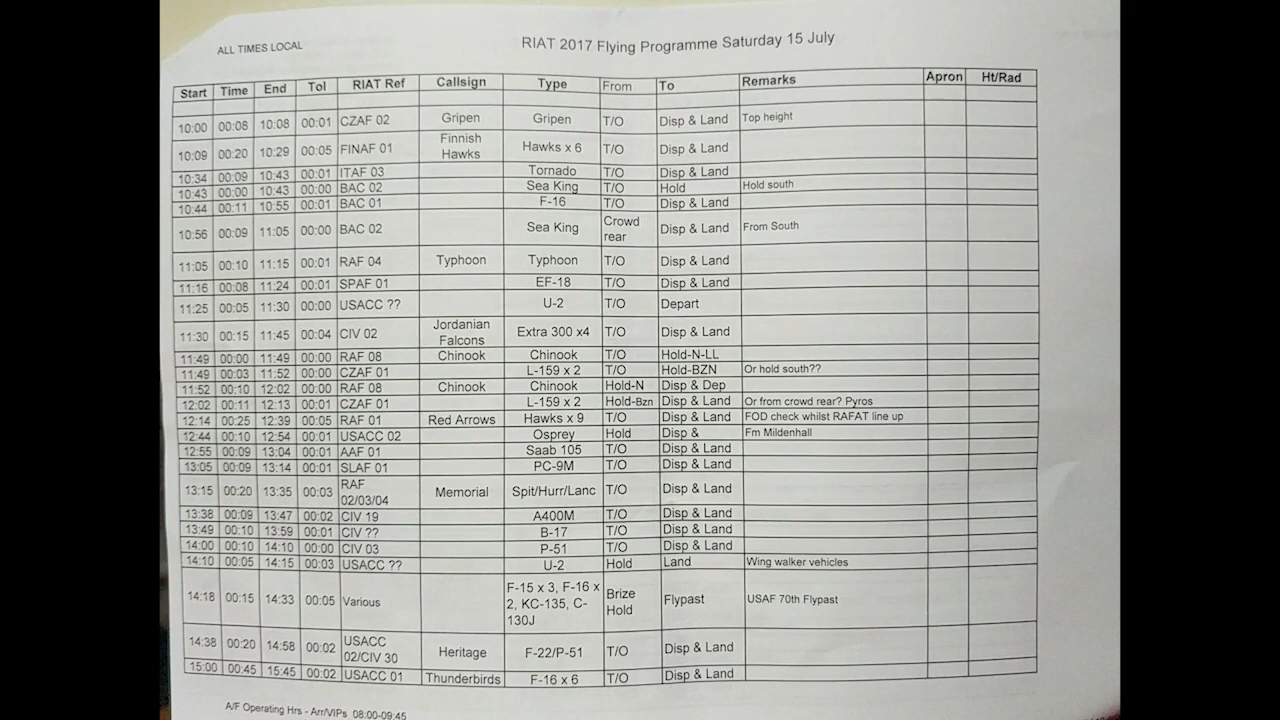 ALL TIMES LOCAL
RIAT 2017 Flying Programme Saturday 15 July
Start Time End Tol RIAT Ref Callsign Type From To Remarks Apron Ht/Rad
10:00 00:08 10:08 00:01 CZAF 02 Gripen Gripen T/O Disp & Land Top height
10:09 00:20 10:29 00:05 FINAF 01 Finnish Hawks Hawks x 6 T/O Disp & Land
10:34 00:09 10:43 00:01 ITAF 03 Tornado T/O Disp & Land
10:43 00:00 10:43 00:00 BAC 02 Sea King T/O Hold Hold south
10:44 00:11 10:55 00:01 BAC 01 F-16 T/O Disp & Land
10:56 00:09 11:05 00:00 BAC 02 Sea King Crowd rear Disp & Land From South
11:05 00:10 11:15 00:01 RAF 04 Typhoon Typhoon T/O Disp & Land
11:16 00:08 11:24 00:01 SPAF 01 EF-18 T/O Disp & Land
11:25 00:05 11:30 00:00 USACC ?? U-2 T/O Depart
11:30 00:15 11:45 00:04 CIV 02 Jordanian Falcons Extra 300 x4 T/O Disp & Land
11:49 00:00 11:49 00:00 RAF 08 Chinook Chinook T/O Hold-N-LL
11:49 00:03 11:52 00:00 CZAF 01 L-159 x 2 T/O Hold-BZN Or hold south??
11:52 00:10 12:02 00:00 RAF 08 Chinook Chinook Hold-N Disp & Dep
12:02 00:11 12:13 00:01 CZAF 01 L-159 x 2 Hold-Bzn Disp & Land Or from crowd rear? Pyros
12:14 00:25 12:39 00:05 RAF 01 Red Arrows Hawks x 9 T/O Disp & Land FOD check whilst RAFAT line up
12:44 00:10 12:54 00:01 USACC 02 Osprey Hold Disp & Fm Mildenhall
12:55 00:09 13:04 00:01 AAF 01 Saab 105 T/O Disp & Land
13:05 00:09 13:14 00:01 SLAF 01 PC-9M T/O Disp & Land
13:15 00:20 13:35 00:03 RAF 02/03/04 Memorial Spit/Hurr/Lanc T/O Disp & Land
13:38 00:09 13:47 00:02 CIV 19 A400M T/O Disp & Land
13:49 00:10 13:59 00:01 CIV ?? B-17 T/O Disp & Land
14:00 00:10 14:10 00:00 CIV 03 P-51 T/O Disp & Land
14:10 00:05 14:15 00:03 USACC ?? U-2 Hold Land Wing walker vehicles
14:18 00:15 14:33 00:05 Various F-15 x 3, F-16 x 2, KC-135, C-130J Brize Hold Flypast USAF 70th Flypast
14:38 00:20 14:58 00:02 USACC 02/CIV 30 Heritage F-22/P-51 T/O Disp & Land
15:00 00:45 15:45 00:02 USACC 01 Thunderbirds F-16 x 6 T/O Disp & Land
A/F Operating Hrs - Arr/VIPs 08:00-09:45